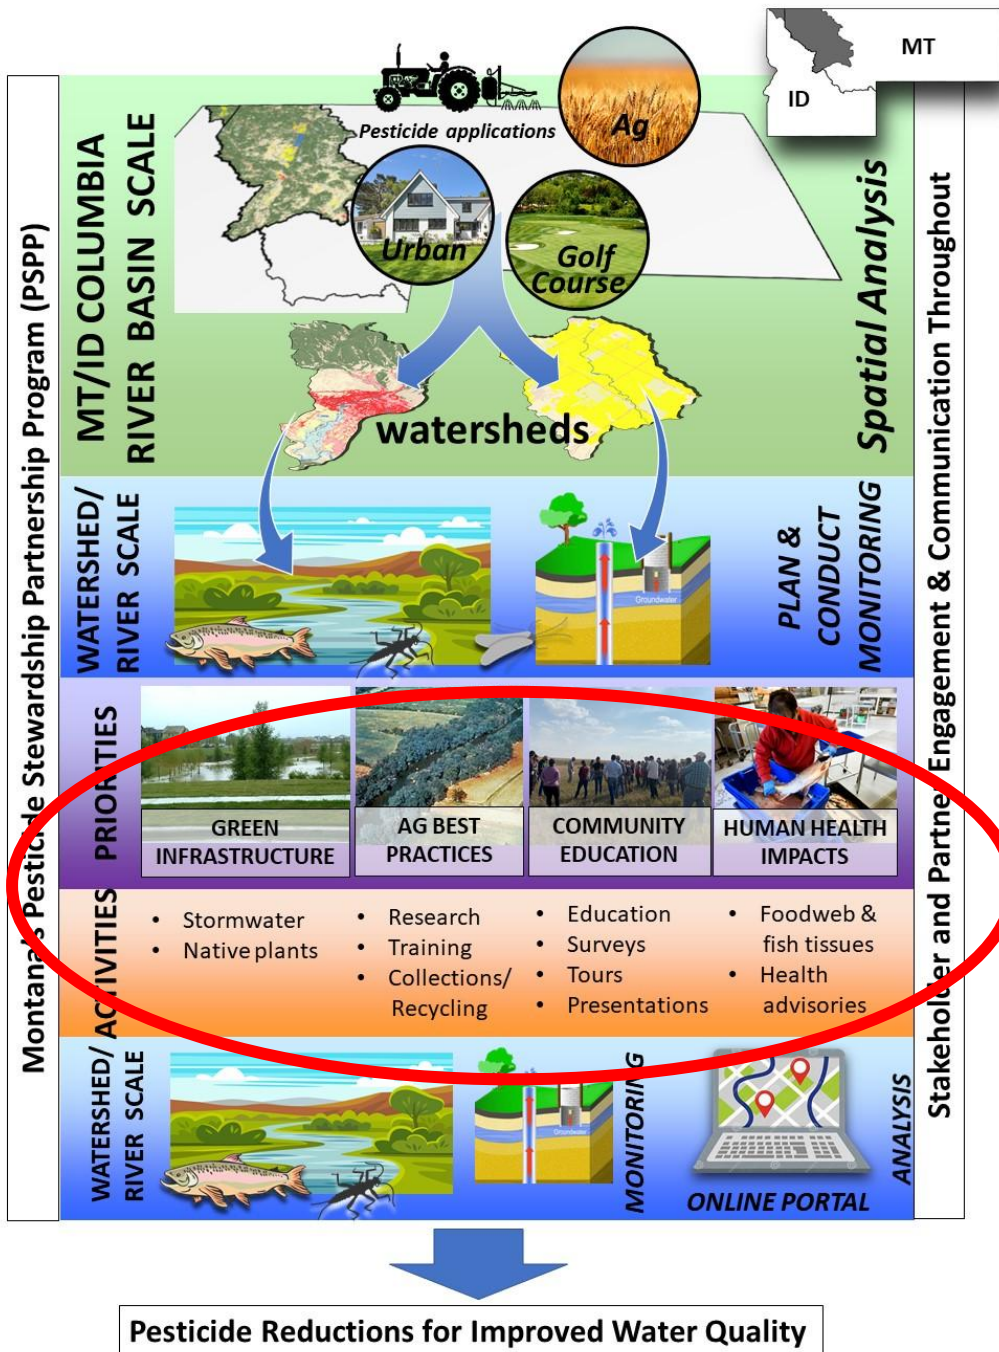 MT
ID
Pesticide applications
Ag
Urban
Golf
Course
MT/ID COLUMBIA
RIVER BASIN SCALE
Spatial Analysis
watersheds
Montana's Pesticide Stewardship Partnership Program (PSPP)
Stakeholder and Partner Engagement & Communication Throughout
WATERSHED/
RIVER SCALE
Groundwater
PLAN &
CONDUCT
MONITORING
PRIORITIES
GREEN
INFRASTRUCTURE
AG BEST
PRACTICES
COMMUNITY
EDUCATION
HUMAN HEALTH
IMPACTS
ACTIVITIES
• Stormwater
• Native plants
• Research
• Training
• Collections/
Recycling
• Education
• Surveys
• Tours
• Presentations
• Foodweb &
fish tissues
• Health
advisories
WATERSHED/
RIVER SCALE
Groundwater
MONITORING
ONLINE PORTAL
ANALYSIS
Pesticide Reductions for Improved Water Quality